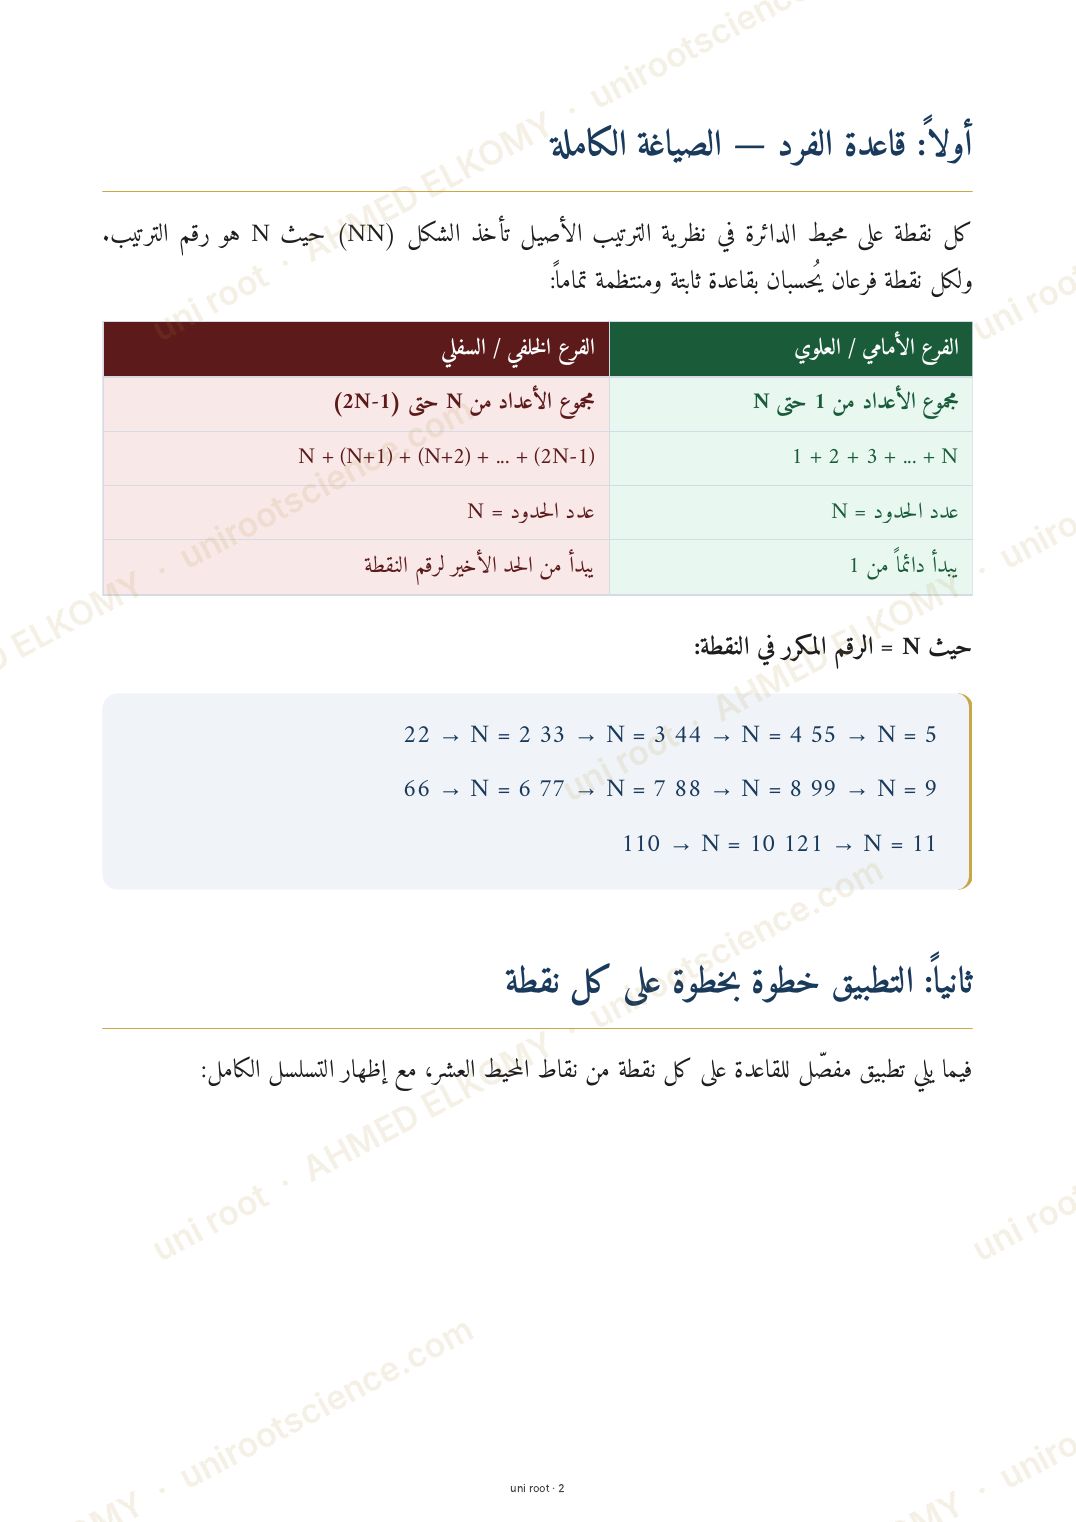 أولاً: قاعدة الفرد — الصياغة الكاملة
كل نقطة على محيط الدائرة في نظرية الترتيب الأصيل تأخذ الشكل (NN) حيث N هو رقم الترتيب.
ولكل نقطة فرعان يُحسبان بقاعدة ثابتة ومنتظمة تماماً:
الفرع الأمامي / العلوي
الفرع الخلفي / السفلي
مجموع الأعداد من 1 حتى N
مجموع الأعداد من N حتى (2N-1)
1 + 2 + 3 + ... + N
N + (N+1) + (N+2) + ... + (2N-1)
عدد الحدود = N
عدد الحدود = N
يبدأ دائماً من 1
يبدأ من الحد الأخير لرقم النقطة
حيث N = الرقم المكرر في النقطة:
22 → N = 2 33 → N = 3 44 → N = 4 55 → N = 5
66 → N = 6 77 → N = 7 88 → N = 8 99 → N = 9
110 → N = 10 121 → N = 11
ثانياً: التطبيق خطوة بخطوة على كل نقطة
فيما يلي تطبيق مفصّل للقاعدة على كل نقطة من نقاط المحيط العشر، مع إظهار التسلسل الكامل:
uni root · 2
uni root · AHMED ELKOMY · unirootscience.com